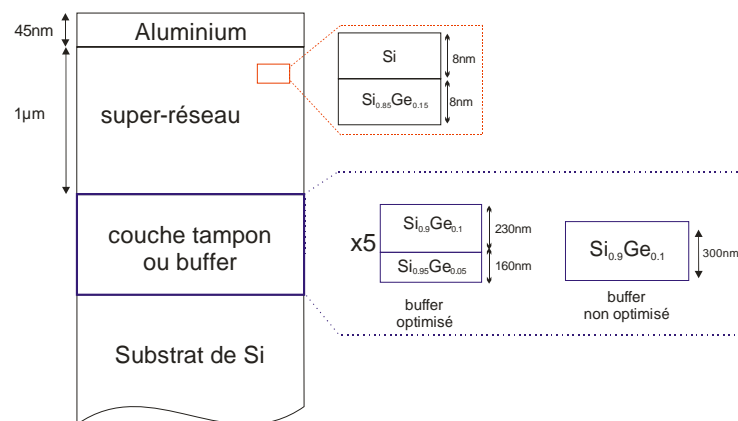 45nm
Aluminium
Si
8nm
Si0.85Ge0.15
8nm
1µm
super-réseau
couche tampon
ou buffer
x5
Si0.9Ge0.1
230nm
Si0.95Ge0.05
160nm
buffer
optimisé
Si0.9Ge0.1
300nm
buffer
non optimisé
Substrat de Si